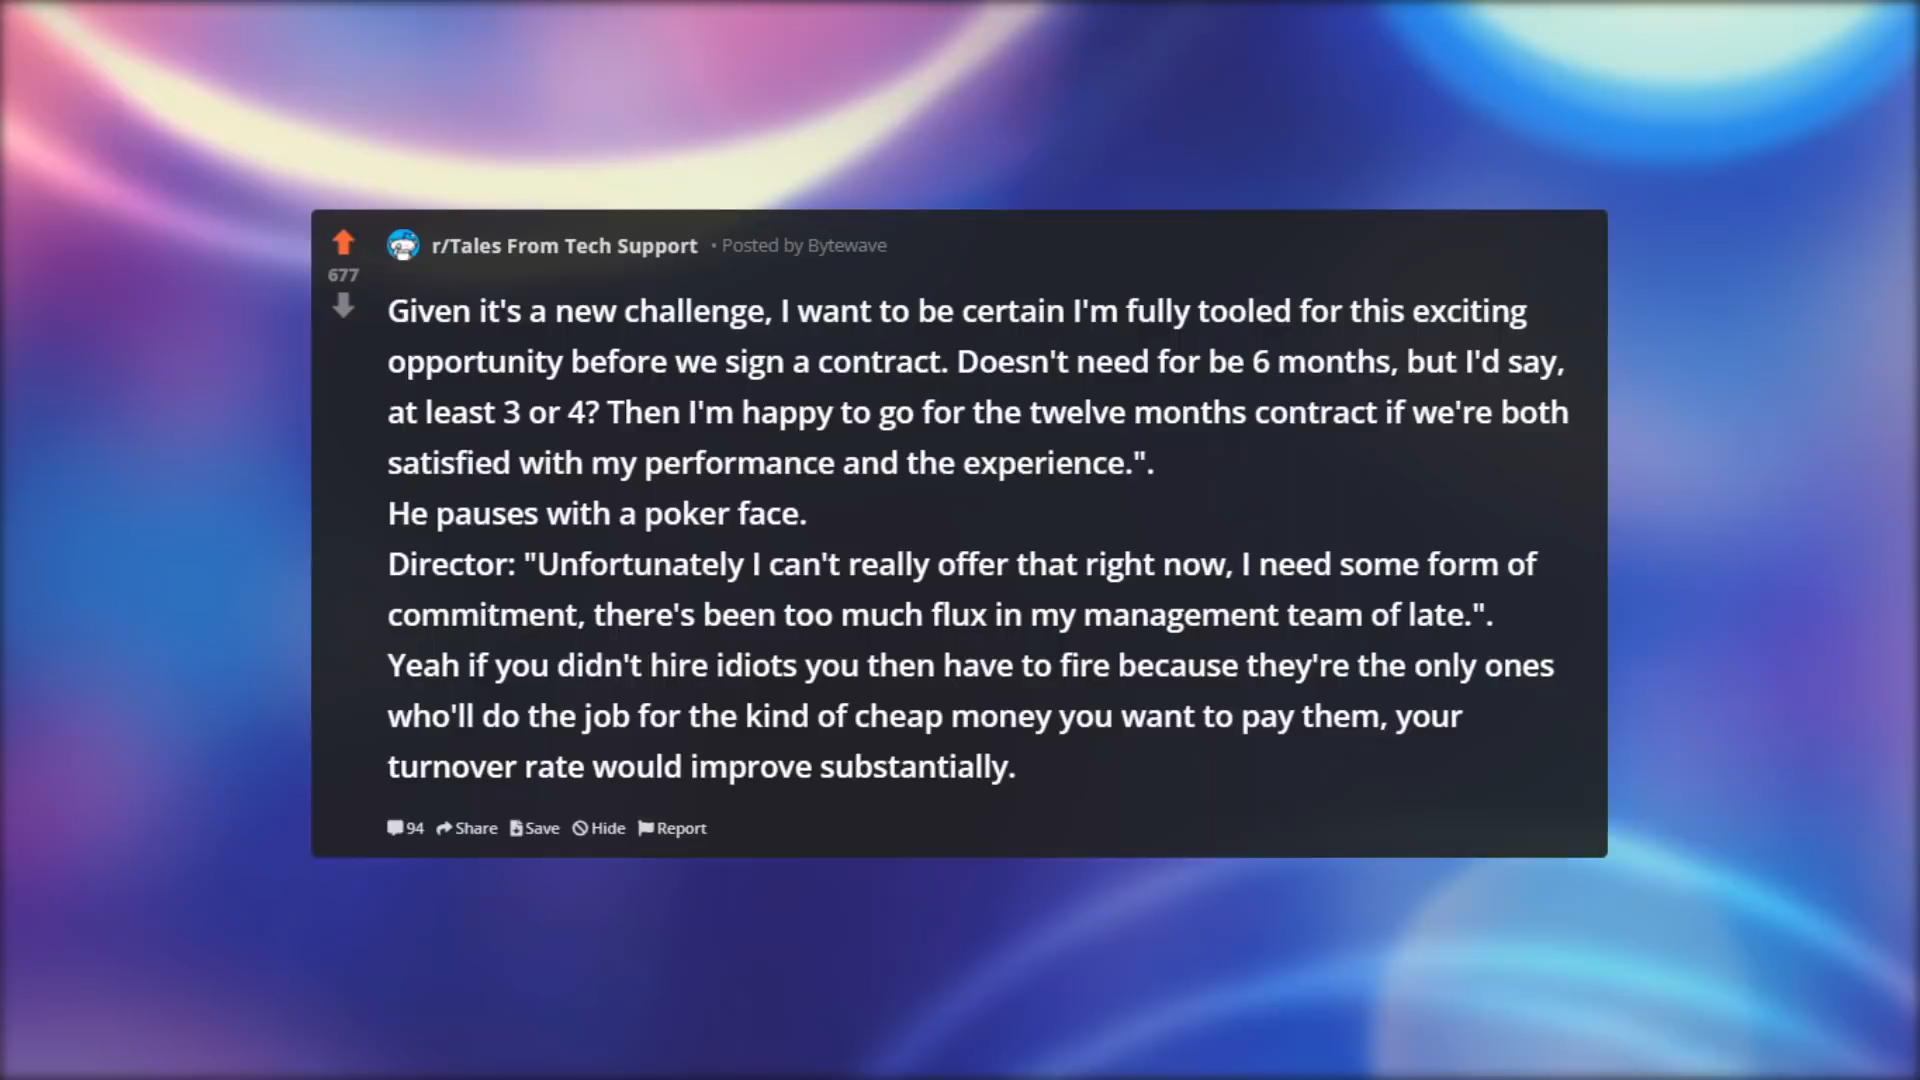 r/Tales From Tech Support • Posted by Bytewave
677
Given it's a new challenge, I want to be certain I'm fully tooled for this exciting
opportunity before we sign a contract. Doesn't need for be 6 months, but I'd say,
at least 3 or 4? Then I'm happy to go for the twelve months contract if we're both
satisfied with my performance and the experience.".
He pauses with a poker face.
Director: "Unfortunately I can't really offer that right now, I need some form of
commitment, there's been too much flux in my management team of late.".
Yeah if you didn't hire idiots you then have to fire because they're the only ones
who'll do the job for the kind of cheap money you want to pay them, your
turnover rate would improve substantially.
94 Share Save Hide Report